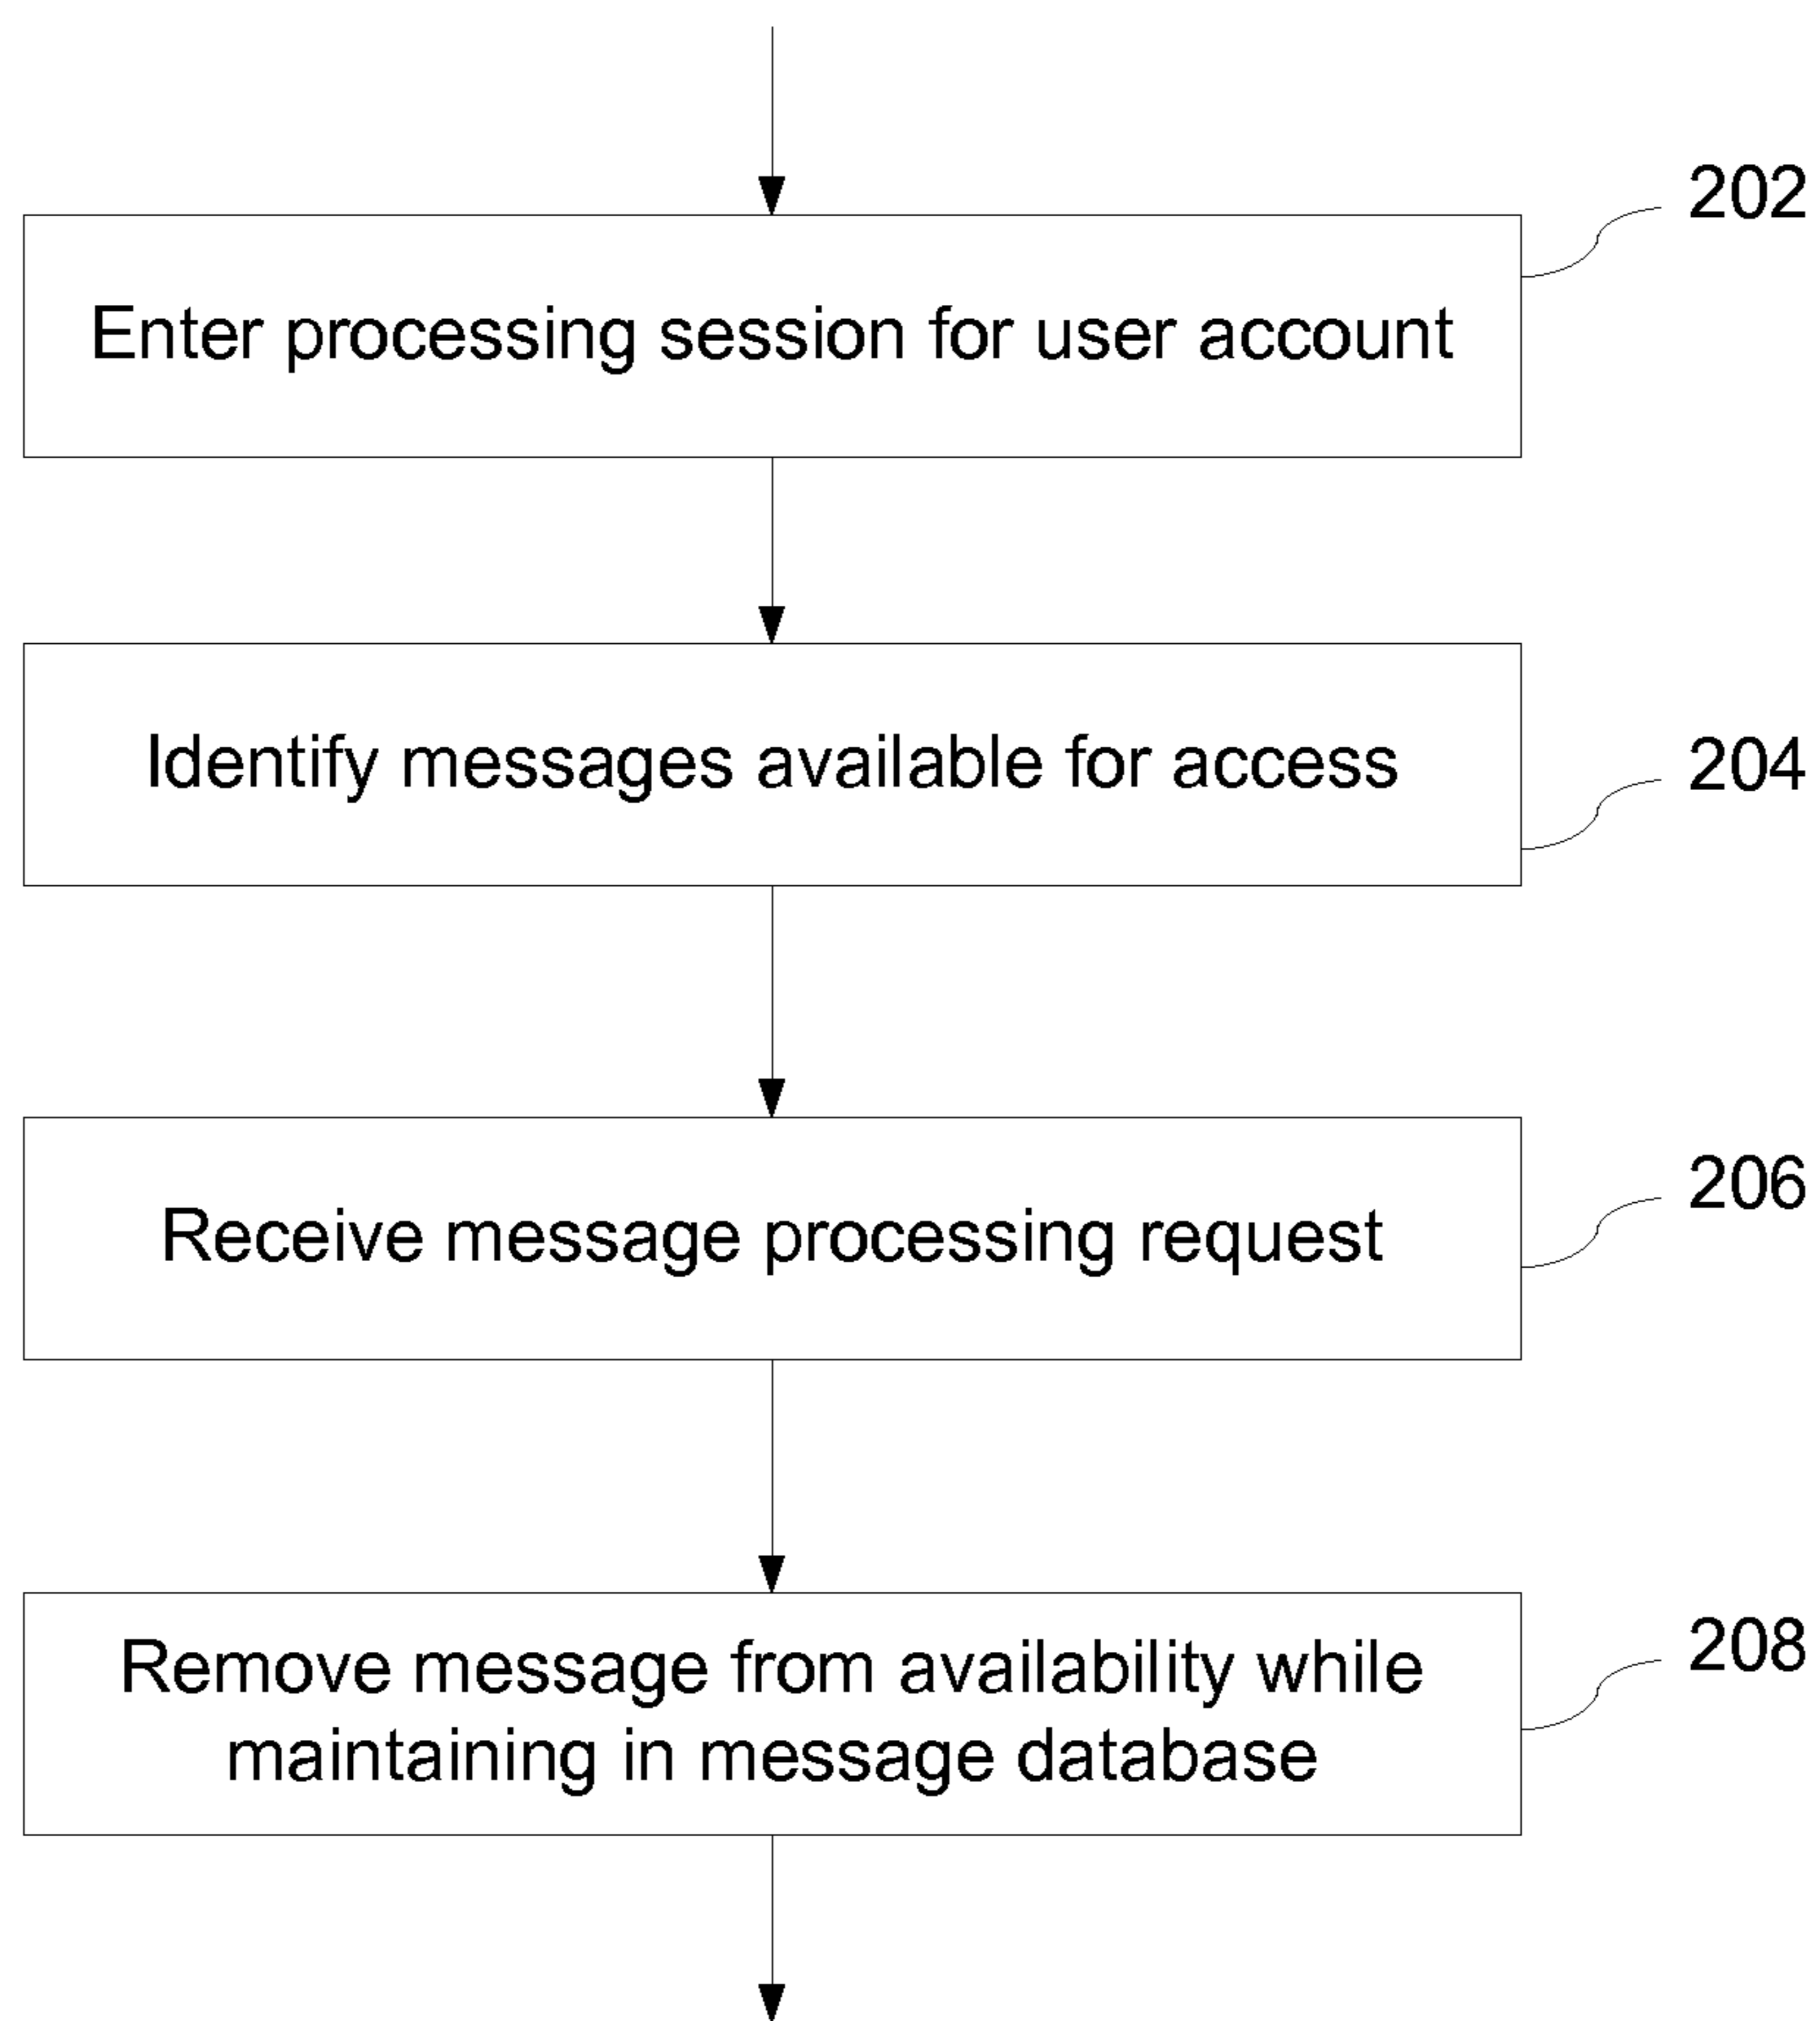 202
Enter processing session for user account
Identify messages available for access
204
206
Receive message processing request
208
Remove message from availability while
maintaining in message database